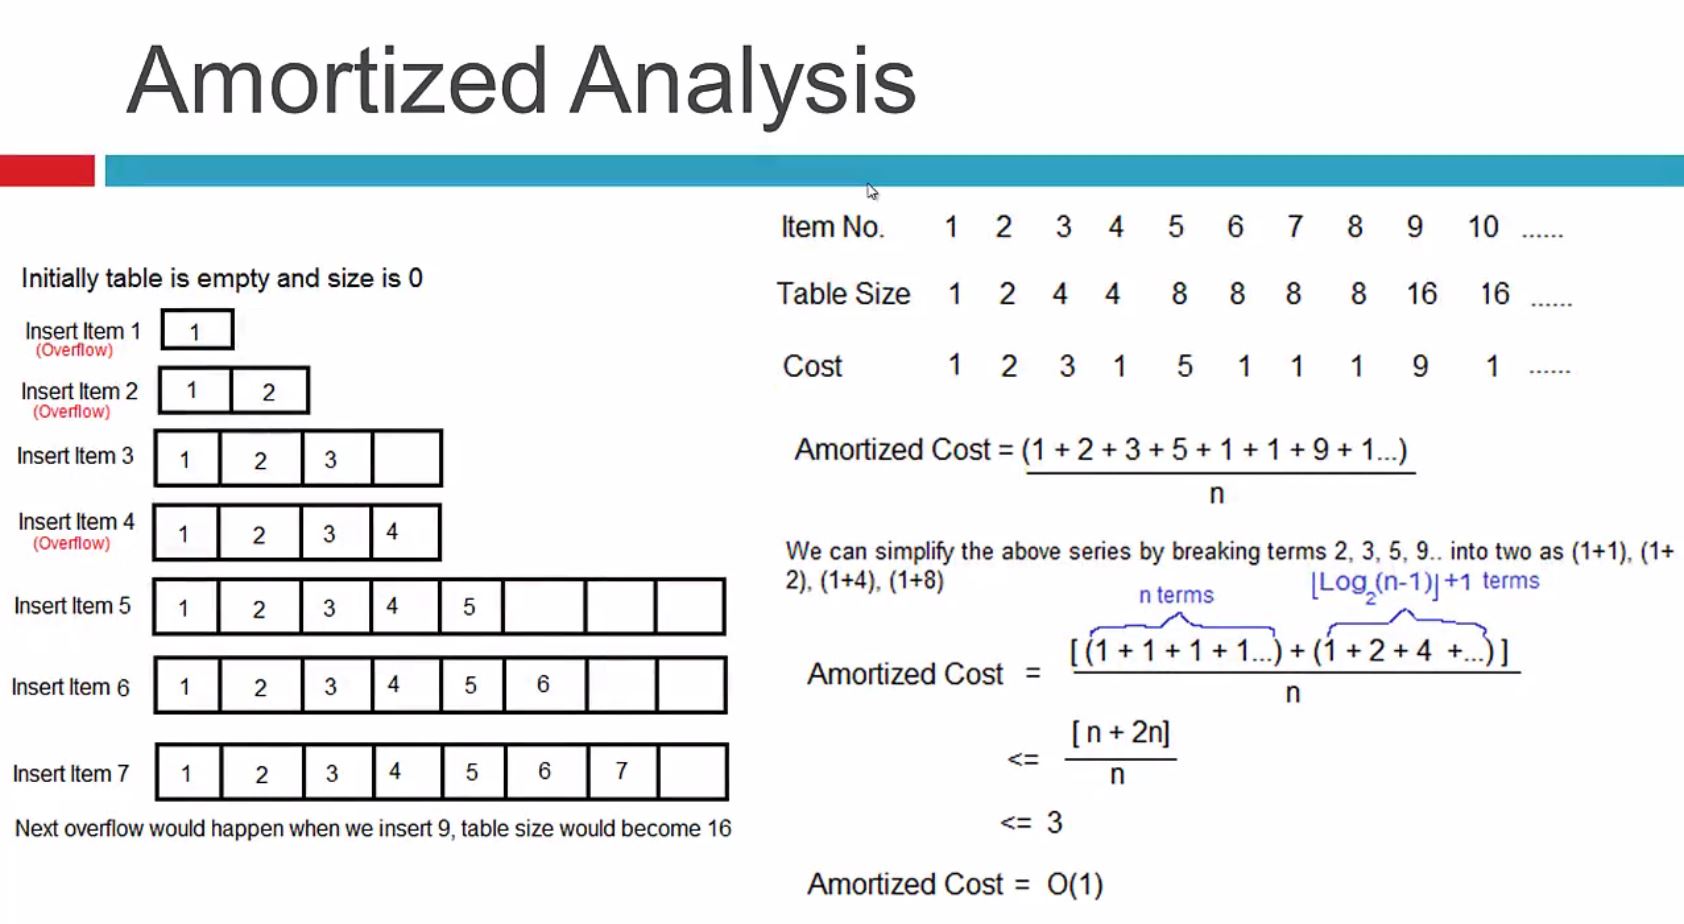 Amortized Analysis
Initially table is empty and size is 0
Insert Item 1 1
(Overflow)
Insert Item 2 1 2
(Overflow)
Insert Item 3 1 2 3
Insert Item 4 1 2 3 4
(Overflow)
Insert Item 5 1 2 3 4 5
Insert Item 6 1 2 3 4 5 6
Insert Item 7 1 2 3 4 5 6 7
Next overflow would happen when we insert 9, table size would become 16
Item No. 1 2 3 4 5 6 7 8 9 10 ......
Table Size 1 2 4 4 8 8 8 8 16 16 ......
Cost 1 2 3 1 5 1 1 1 9 1 ......
Amortized Cost = (1 + 2 + 3 + 5 + 1 + 1 + 9 + 1...)
n
We can simplify the above series by breaking terms 2, 3, 5, 9.. into two as (1+1), (1+
2), (1+4), (1+8)
n terms ⌊Log₂(n-1)⌋ +1 terms
Amortized Cost = [ (1 + 1 + 1 + 1...) + (1 + 2 + 4 +...) ]
n
<= [ n + 2n]
n
<= 3
Amortized Cost = O(1)